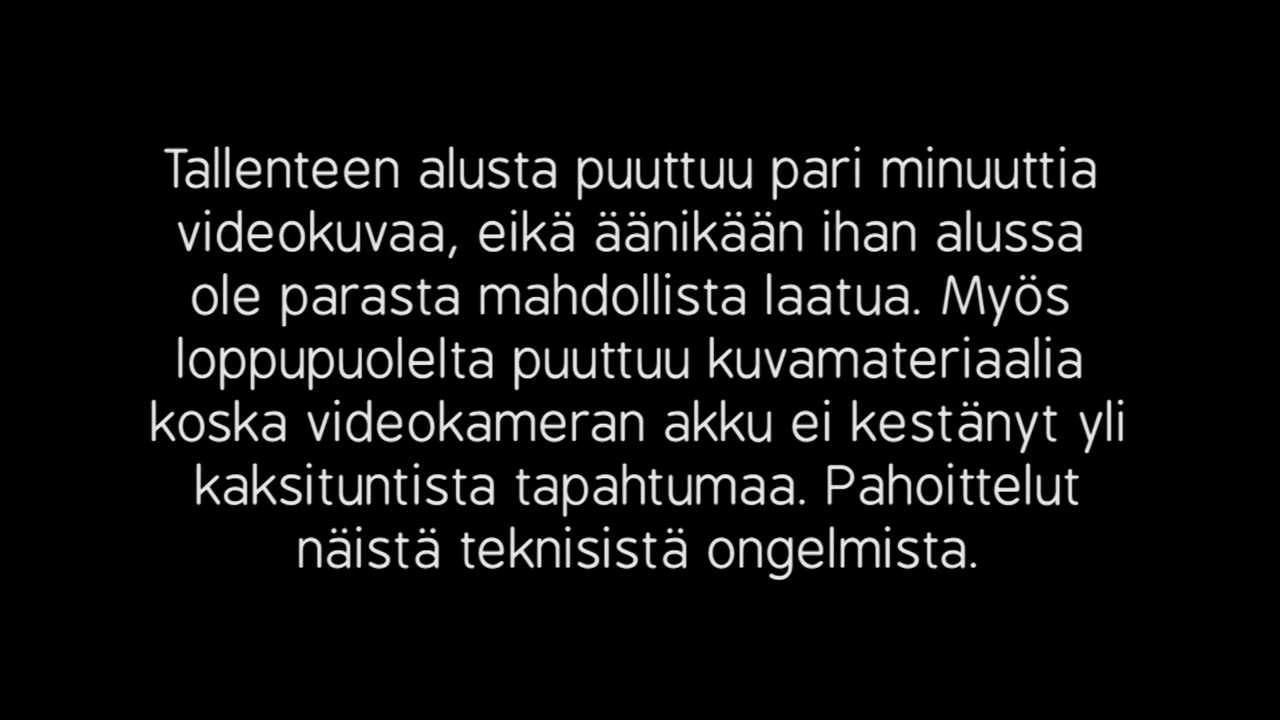 Tallenteen alusta puuttuu pari minuuttia
videokuvaa, eikä äänikään ihan alussa
ole parasta mahdollista laatua. Myös
loppupuolelta puuttuu kuvamateriaalia
koska videokameran akku ei kestänyt yli
kaksituntista tapahtumaa. Pahoittelut
näistä teknisistä ongelmista.